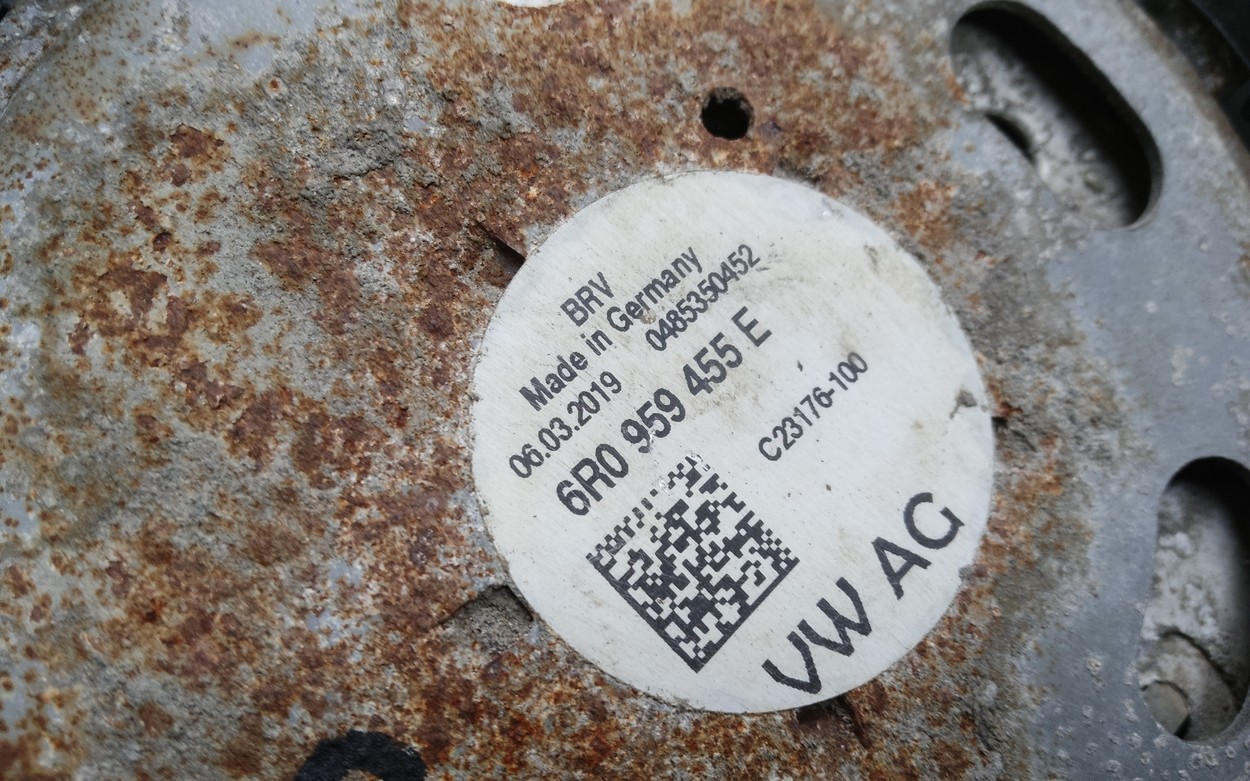 BRV
Made in Germany
06.03.2019 0485350452
6R0 959 455 E
C23176-100
VW AG